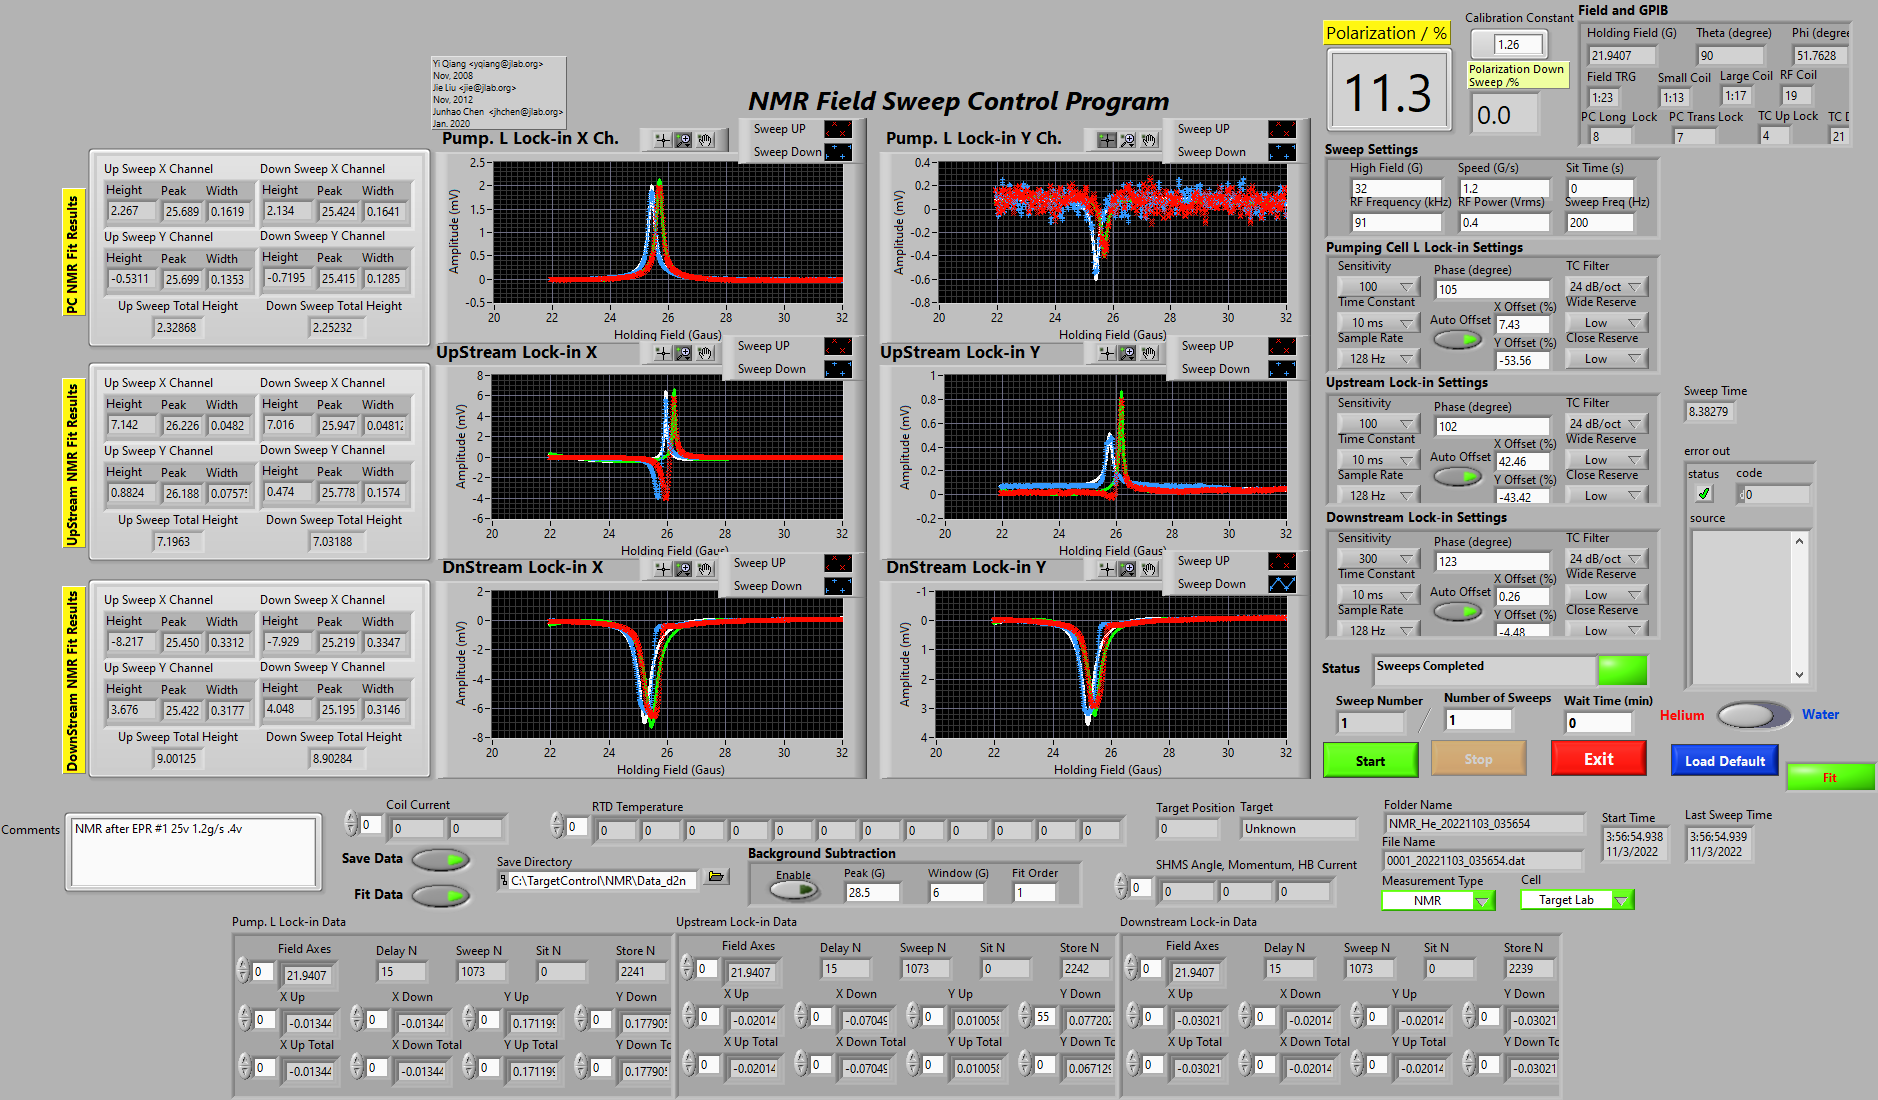 Yi Qiang <yqiang@jlab.org>
Nov, 2008
Jie Liu <jie@jlab.org>
Nov, 2012
Junhao Chen <jhchen@jlab.org>
Jan. 2020
NMR Field Sweep Control Program
Polarization / %
11.3
Calibration Constant
1.26
Polarization Down
Sweep /%
0.0
Field and GPIB
Holding Field (G) Theta (degree) Phi (degree
21.9407 90 51.7628
Field TRG Small Coil Large Coil RF Coil
1:23 1:13 1:17 19
PC Long Lock PC Trans Lock TC Up Lock TC D
8 7 4 21
PC NMR Fit Results
Up Sweep X Channel Down Sweep X Channel
Height Peak Width Height Peak Width
2.267 25.689 0.1619 2.134 25.424 0.1641
Up Sweep Y Channel Down Sweep Y Channel
Height Peak Width Height Peak Width
-0.5311 25.699 0.1353 -0.7195 25.415 0.1285
Up Sweep Total Height Down Sweep Total Height
2.32868 2.25232
UpStream NMR Fit Results
Up Sweep X Channel Down Sweep X Channel
Height Peak Width Height Peak Width
7.142 26.226 0.0482 7.016 25.947 0.04812
Up Sweep Y Channel Down Sweep Y Channel
Height Peak Width Height Peak Width
0.8824 26.188 0.07575 0.474 25.778 0.1574
Up Sweep Total Height Down Sweep Total Height
7.1963 7.03188
DownStream NMR Fit Results
Up Sweep X Channel Down Sweep X Channel
Height Peak Width Height Peak Width
-8.217 25.450 0.3312 -7.929 25.219 0.3347
Up Sweep Y Channel Down Sweep Y Channel
Height Peak Width Height Peak Width
3.676 25.422 0.3177 4.048 25.195 0.3146
Up Sweep Total Height Down Sweep Total Height
9.00125 8.90284
Pump. L Lock-in X Ch.
Sweep UP
Sweep Down
Amplitude (mV)
2.5
2
1.5
1
0.5
0
-0.5
20 22 24 26 28 30 32
Holding Field (Gaus)
Pump. L Lock-in Y Ch.
Sweep UP
Sweep Down
Amplitude (mV)
0.4
0.2
0
-0.2
-0.4
-0.6
-0.8
20 22 24 26 28 30 32
Holding Field (Gaus)
UpStream Lock-in X
Sweep UP
Sweep Down
Amplitude (mV)
8
6
4
2
0
-2
-4
-6
20 22 24 26 28 30 32
Holding Field (Gaus)
UpStream Lock-in Y
Sweep UP
Sweep Down
Amplitude (mV)
1
0.8
0.6
0.4
0.2
0
-0.2
20 22 24 26 28 30 32
Holding Field (Gaus)
DnStream Lock-in X
Sweep UP
Sweep Down
Amplitude (mV)
2
0
-2
-4
-6
-8
20 22 24 26 28 30 32
Holding Field (Gaus)
DnStream Lock-in Y
Sweep UP
Sweep Down
Amplitude (mV)
-1
0
1
2
3
4
20 22 24 26 28 30 32
Holding Field (Gaus)
Sweep Settings
High Field (G) Speed (G/s) Sit Time (s)
32 1.2 0
RF Frequency (kHz) RF Power (Vrms) Sweep Freq (Hz)
91 0.4 200
Pumping Cell L Lock-in Settings
Sensitivity Phase (degree) TC Filter
100 105 24 dB/oct
Time Constant X Offset (%) Wide Reserve
10 ms Auto Offset 7.43 Low
Sample Rate Y Offset (%) Close Reserve
128 Hz -53.56 Low
Upstream Lock-in Settings
Sensitivity Phase (degree) TC Filter
100 102 24 dB/oct
Time Constant X Offset (%) Wide Reserve
10 ms Auto Offset 42.46 Low
Sample Rate Y Offset (%) Close Reserve
128 Hz -43.42 Low
Downstream Lock-in Settings
Sensitivity Phase (degree) TC Filter
300 123 24 dB/oct
Time Constant X Offset (%) Wide Reserve
10 ms Auto Offset 0.26 Low
Sample Rate Y Offset (%) Close Reserve
128 Hz -4.48 Low
Sweep Time
8.38279
error out
status code
0
source
Status Sweeps Completed
Sweep Number Number of Sweeps Wait Time (min)
1 / 1 0
Helium Water
Start Stop Exit Load Default
Fit
Comments
NMR after EPR #1 25v 1.2g/s .4v
Coil Current
0 0 0
Save Data
Fit Data
RTD Temperature
0 0 0 0 0 0 0 0 0 0 0 0 0
Save Directory
C:\TargetControl\NMR\Data_d2n
Background Subtraction
Enable Peak (G) Window (G) Fit Order
28.5 6 1
Target Position Target
0 Unknown
SHMS Angle, Momentum, HB Current
0 0 0 0
Folder Name
NMR_He_20221103_035654
File Name
0001_20221103_035654.dat
Measurement Type Cell
NMR Target Lab
Start Time Last Sweep Time
3:56:54.938 3:56:54.939
11/3/2022 11/3/2022
Pump. L Lock-in Data
Field Axes Delay N Sweep N Sit N Store N
0 21.9407 15 1073 0 2241
X Up X Down Y Up Y Down
0 -0.01344 0 -0.01344 0 0.171199 0 0.177905
X Up Total X Down Total Y Up Total Y Down To
0 -0.01344 0 -0.01344 0 0.171199 0 0.177905
Upstream Lock-in Data
Field Axes Delay N Sweep N Sit N Store N
0 21.9407 15 1073 0 2242
X Up X Down Y Up Y Down
0 -0.02014 0 -0.07049 0 0.010058 55 0.077202
X Up Total X Down Total Y Up Total Y Down Tc
0 -0.02014 0 -0.07049 0 0.010058 0 0.067129
Downstream Lock-in Data
Field Axes Delay N Sweep N Sit N Store N
0 21.9407 15 1073 0 2239
X Up X Down Y Up Y Down
0 -0.03021 0 -0.02014 0 -0.02014 0 -0.03021
X Up Total X Down Total Y Up Total Y Down To
0 -0.03021 0 -0.02014 0 -0.02014 0 -0.03021